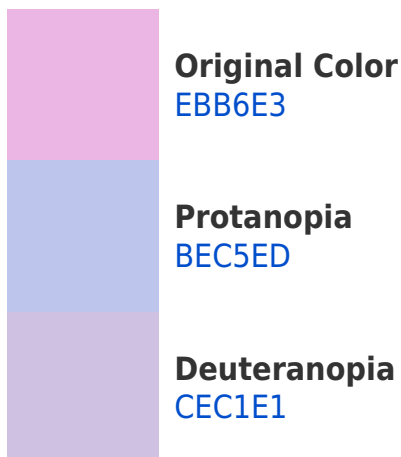 Original Color
EBB6E3
Protanopia
BEC5ED
Deuteranopia
CEC1E1